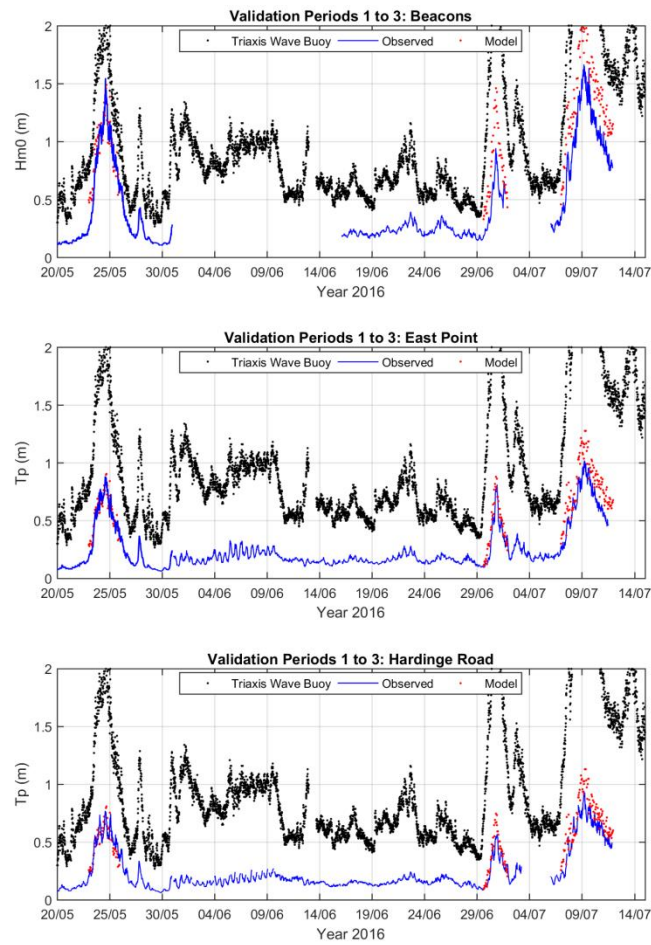 Validation Periods 1 to 3: Beacons
Triaxis Wave Buoy Observed Model
2
1.5
1
0.5
0
Hm0 (m)
20/05 25/05 30/05 04/06 09/06 14/06 19/06 24/06 29/06 04/07 09/07 14/07
Year 2016
Validation Periods 1 to 3: East Point
Triaxis Wave Buoy Observed Model
2
1.5
1
0.5
0
Tp (m)
20/05 25/05 30/05 04/06 09/06 14/06 19/06 24/06 29/06 04/07 09/07 14/07
Year 2016
Validation Periods 1 to 3: Hardinge Road
Triaxis Wave Buoy Observed Model
2
1.5
1
0.5
0
Tp (m)
20/05 25/05 30/05 04/06 09/06 14/06 19/06 24/06 29/06 04/07 09/07 14/07
Year 2016